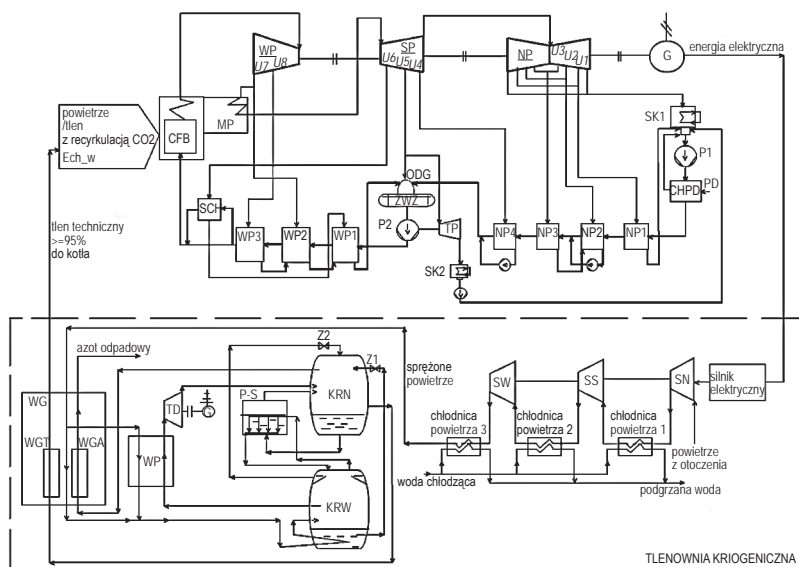 WP
U7
U8
SP
U6
U5
U4
NP
U3
U2
U1
G
energia elektryczna
powietrze
/tlen
z recyrkulacją CO2
Ech_w
CFB
MP
SK1
P1
CHPD
PD
ODG
ZWZ
SCH
WP3
WP2
WP1
P2
TP
SK2
NP4
NP3
NP2
NP1
tlen techniczny
>=95%
do kotła
azot odpadowy
WG
WGT
WGA
TD
G
WP
P-S
Z2
Z1
KRN
KRW
sprężone
powietrze
SW
SS
SN
silnik
elektryczny
chłodnica
powietrza 3
chłodnica
powietrza 2
chłodnica
powietrza 1
powietrze
z otoczenia
woda chłodząca
podgrzana woda
TLENOWNIA KRIOGENICZNA